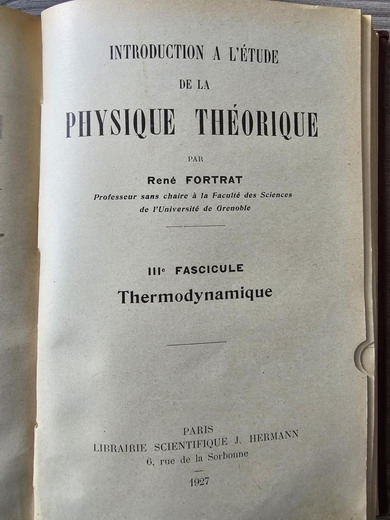 INTRODUCTION A L'ÉTUDE
DE LA
PHYSIQUE THÉORIQUE
PAR
René FORTRAT
Professeur sans chaire à la Faculté des Sciences
de l'Université de Grenoble
IIIe FASCICULE
Thermodynamique
PARIS
LIBRAIRIE SCIENTIFIQUE J. HERMANN
6, rue de la Sorbonne
1927